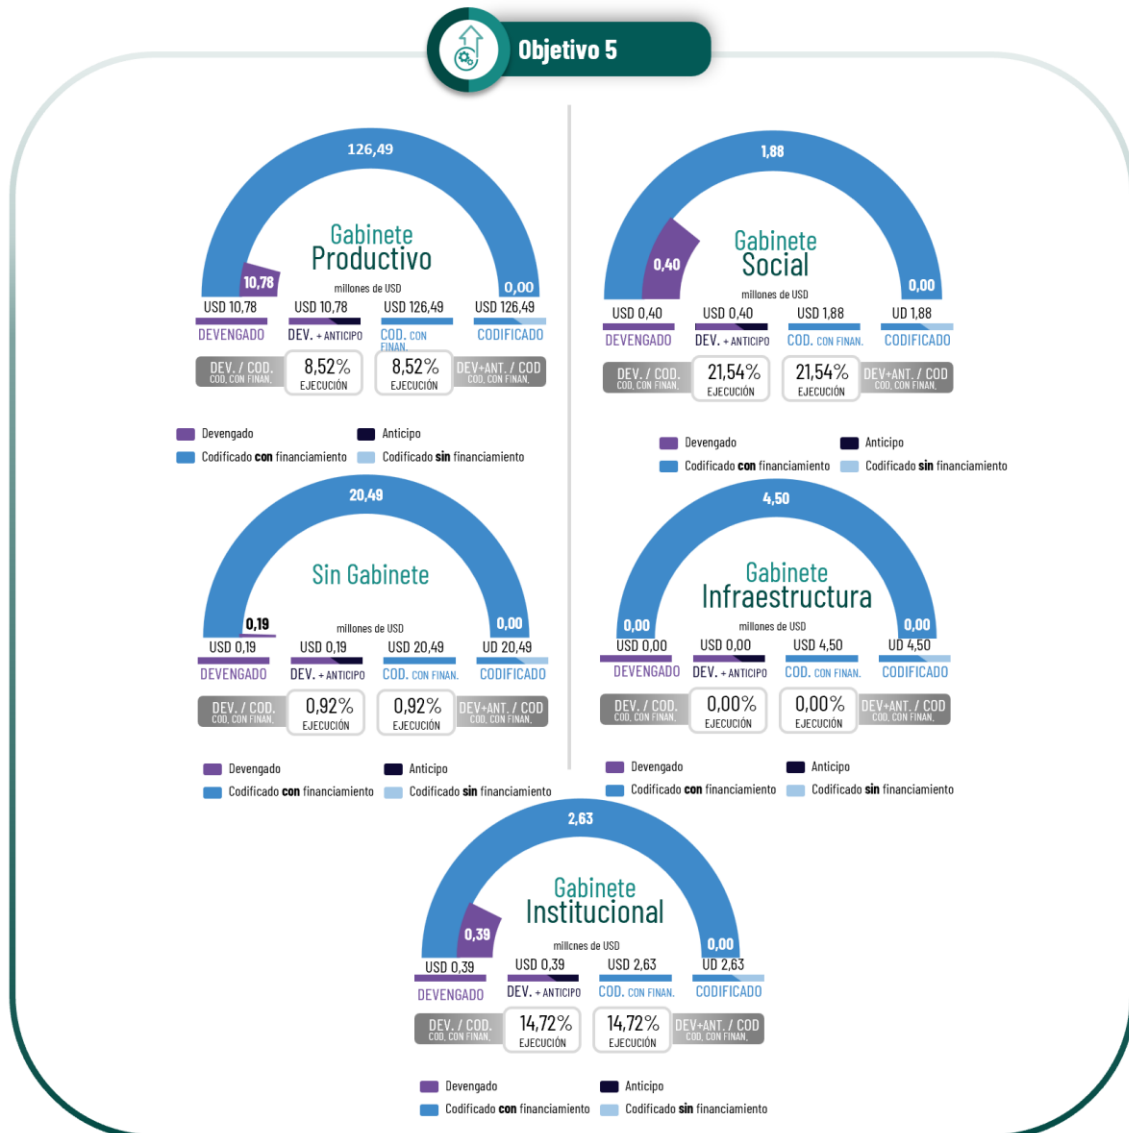 Objetivo 5
126,49
Gabinete
Productivo
10,78
0,00
millones de USD
USD 10,78 USD 10,78 USD 126,49 USD 126,49
DEVENGADO DEV. + ANTICIPO COD. CON FINAN. CODIFICADO
DEV. / COD. COD. CON FINAN. 8,52% EJECUCIÓN 8,52% EJECUCIÓN DEV+ANT. / COD COD. CON FINAN.
Devengado Anticipo
Codificado con financiamiento Codificado sin financiamiento
1,88
Gabinete
Social
0,40
0,00
millones de USD
USD 0,40 USD 0,40 USD 1,88 UD 1,88
DEVENGADO DEV. + ANTICIPO COD. CON FINAN. CODIFICADO
DEV. / COD. COD. CON FINAN. 21,54% EJECUCIÓN 21,54% EJECUCIÓN DEV+ANT. / COD COD. CON FINAN.
Devengado Anticipo
Codificado con financiamiento Codificado sin financiamiento
20,49
Sin Gabinete
0,19
0,00
millones de USD
USD 0,19 USD 0,19 USD 20,49 UD 20,49
DEVENGADO DEV. + ANTICIPO COD. CON FINAN. CODIFICADO
DEV. / COD. COD. CON FINAN. 0,92% EJECUCIÓN 0,92% EJECUCIÓN DEV+ANT. / COD COD. CON FINAN.
Devengado Anticipo
Codificado con financiamiento Codificado sin financiamiento
4,50
Gabinete
Infraestructura
0,00
0,00
millones de USD
USD 0,00 USD 0,00 USD 4,50 UD 4,50
DEVENGADO DEV. + ANTICIPO COD. CON FINAN. CODIFICADO
DEV. / COD. COD. CON FINAN. 0,00% EJECUCIÓN 0,00% EJECUCIÓN DEV+ANT. / COD COD. CON FINAN.
Devengado Anticipo
Codificado con financiamiento Codificado sin financiamiento
2,63
Gabinete
Institucional
0,39
0,00
millcnes de USD
USD 0,39 USD 0,39 USD 2,63 UD 2,63
DEVENGADO DEV. + ANTICIPO COD. CON FINAN. CODIFICADO
DEV. / COD. COD. CON FINAN. 14,72% EJECUCIÓN 14,72% EJECUCIÓN DEV+ANT. / COD COD. CON FINAN.
Devengado Anticipo
Codificado con financiamiento Codificado sin financiamiento